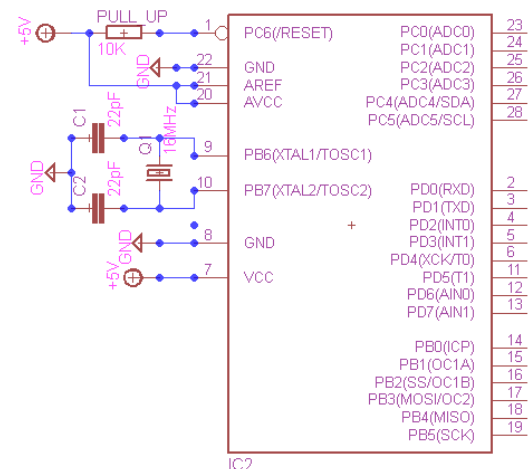 +5V
PULL_UP
10K
1
PC6(/RESET)
GND
22
GND
21
AREF
20
AVCC
C1
22pF
Q1
16MHz
9
PB6(XTAL1/TOSC1)
GND
C2
22pF
10
PB7(XTAL2/TOSC2)
GND
8
GND
+5V
7
VCC
PC0(ADC0)
23
PC1(ADC1)
24
PC2(ADC2)
25
PC3(ADC3)
26
PC4(ADC4/SDA)
27
PC5(ADC5/SCL)
28
PD0(RXD)
2
PD1(TXD)
3
PD2(INT0)
4
PD3(INT1)
5
PD4(XCK/T0)
6
PD5(T1)
11
PD6(AIN0)
12
PD7(AIN1)
13
PB0(ICP)
14
PB1(OC1A)
15
PB2(SS/OC1B)
16
PB3(MOSI/OC2)
17
PB4(MISO)
18
PB5(SCK)
19
IC2